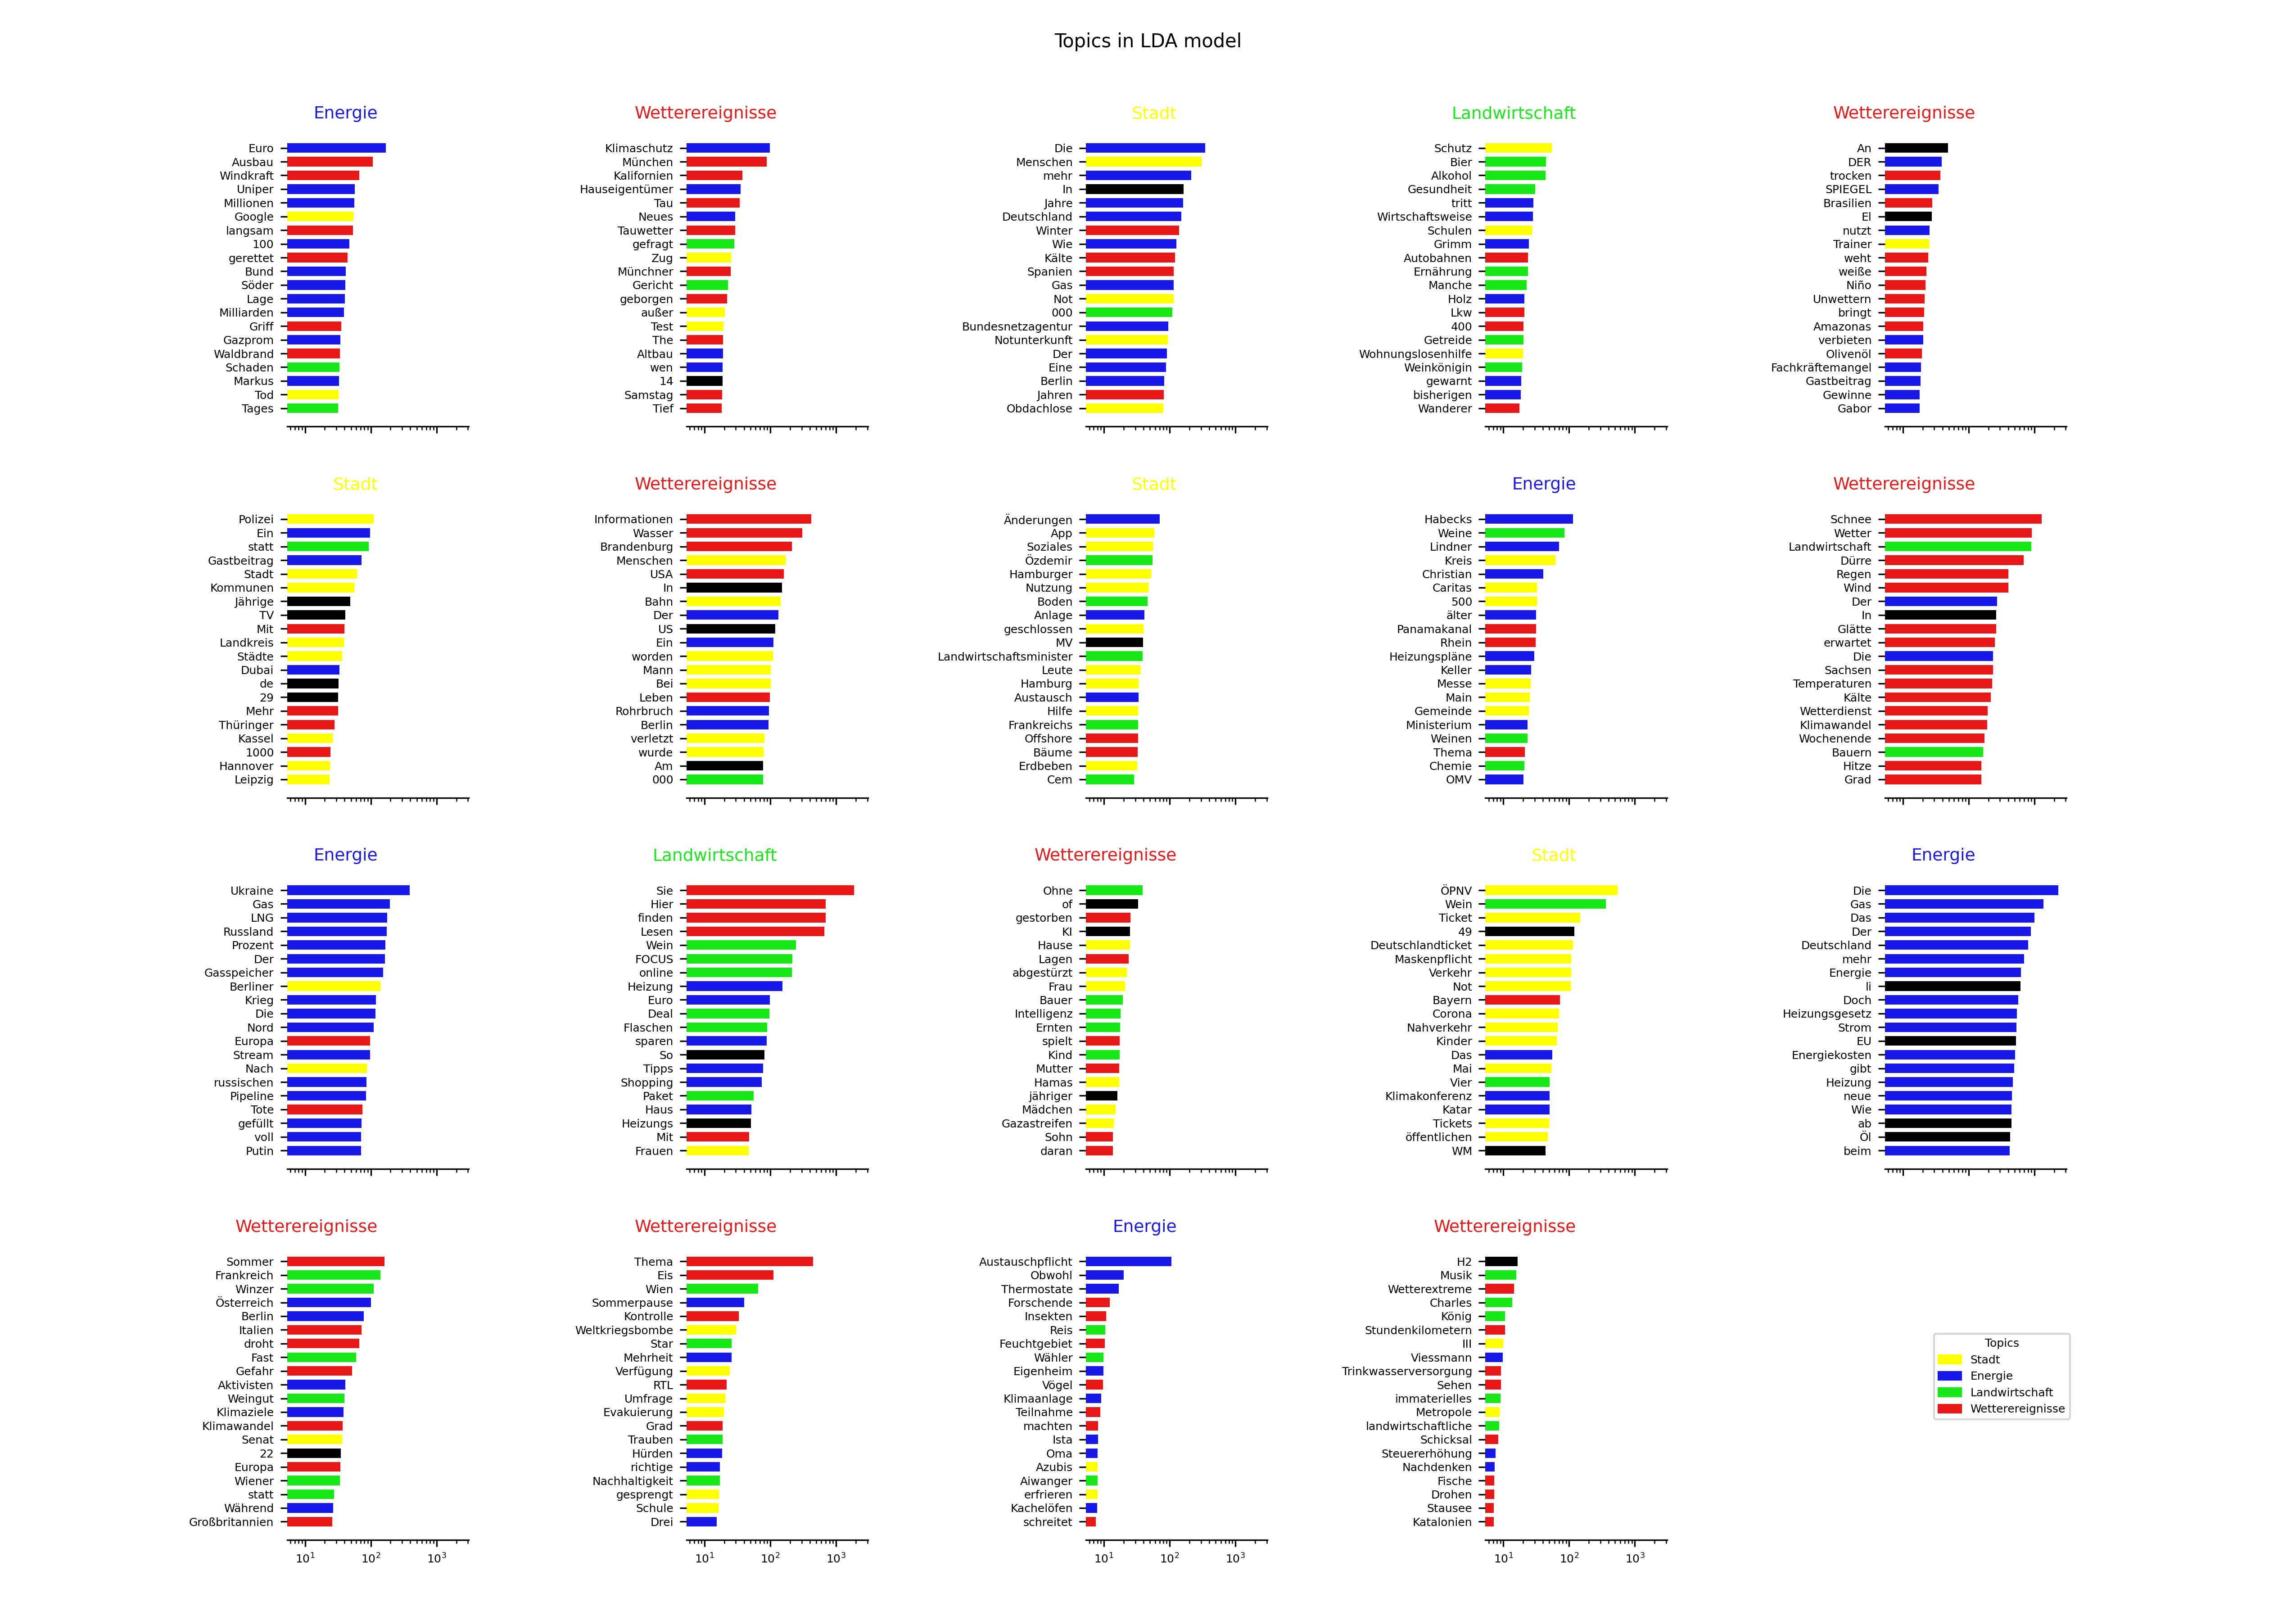 Topics in LDA model
Energie
Euro
Ausbau
Windkraft
Uniper
Millionen
Google
langsam
100
gerettet
Bund
Söder
Lage
Milliarden
Griff
Gazprom
Waldbrand
Schaden
Markus
Tod
Tages
Wetterereignisse
Klimaschutz
München
Kalifornien
Hauseigentümer
Tau
Neues
Tauwetter
gefragt
Zug
Münchner
Gericht
geborgen
außer
Test
The
Altbau
wen
14
Samstag
Tief
Stadt
Die
Menschen
mehr
In
Jahre
Deutschland
Winter
Wie
Kälte
Spanien
Gas
Not
000
Bundesnetzagentur
Notunterkunft
Der
Eine
Berlin
Jahren
Obdachlose
Landwirtschaft
Schutz
Bier
Alkohol
Gesundheit
tritt
Wirtschaftsweise
Schulen
Grimm
Autobahnen
Ernährung
Manche
Holz
Lkw
400
Getreide
Wohnungslosenhilfe
Weinkönigin
gewarnt
bisherigen
Wanderer
Wetterereignisse
An
DER
trocken
SPIEGEL
Brasilien
El
nutzt
Trainer
weht
weiße
Niño
Unwettern
bringt
Amazonas
verbieten
Olivenöl
Fachkräftemangel
Gastbeitrag
Gewinne
Gabor
Stadt
Polizei
Ein
statt
Gastbeitrag
Stadt
Kommunen
Jährige
TV
Mit
Landkreis
Städte
Dubai
de
29
Mehr
Thüringer
Kassel
1000
Hannover
Leipzig
Wetterereignisse
Informationen
Wasser
Brandenburg
Menschen
USA
In
Bahn
Der
US
Ein
worden
Mann
Bei
Leben
Rohrbruch
Berlin
verletzt
wurde
Am
000
Stadt
Änderungen
App
Soziales
Özdemir
Hamburger
Nutzung
Boden
Anlage
geschlossen
MV
Landwirtschaftsminister
Leute
Hamburg
Austausch
Hilfe
Frankreichs
Offshore
Bäume
Erdbeben
Cem
Energie
Habecks
Weine
Lindner
Kreis
Christian
Caritas
500
älter
Panamakanal
Rhein
Heizungspläne
Keller
Messe
Main
Gemeinde
Ministerium
Weinen
Thema
Chemie
OMV
Wetterereignisse
Schnee
Wetter
Landwirtschaft
Dürre
Regen
Wind
Der
In
Glätte
erwartet
Die
Sachsen
Temperaturen
Kälte
Wetterdienst
Klimawandel
Wochenende
Bauern
Hitze
Grad
Energie
Ukraine
Gas
LNG
Russland
Prozent
Der
Gasspeicher
Berliner
Krieg
Die
Nord
Europa
Stream
Nach
russischen
Pipeline
Tote
gefüllt
voll
Putin
Landwirtschaft
Sie
Hier
finden
Lesen
Wein
FOCUS
online
Heizung
Euro
Deal
Flaschen
sparen
So
Tipps
Shopping
Paket
Haus
Heizungs
Mit
Frauen
Wetterereignisse
Ohne
of
gestorben
KI
Hause
Lagen
abgestürzt
Frau
Bauer
Intelligenz
Ernten
spielt
Kind
Mutter
Hamas
jähriger
Mädchen
Gazastreifen
Sohn
daran
Stadt
ÖPNV
Wein
Ticket
49
Deutschlandticket
Maskenpflicht
Verkehr
Not
Bayern
Corona
Nahverkehr
Kinder
Das
Mai
Vier
Klimakonferenz
Katar
Tickets
öffentlichen
WM
Energie
Die
Gas
Das
Der
Deutschland
mehr
Energie
li
Doch
Heizungsgesetz
Strom
EU
Energiekosten
gibt
Heizung
neue
Wie
ab
Öl
beim
Wetterereignisse
Sommer
Frankreich
Winzer
Österreich
Berlin
Italien
droht
Fast
Gefahr
Aktivisten
Weingut
Klimaziele
Klimawandel
Senat
22
Europa
Wiener
statt
Während
Großbritannien
10¹ 10² 10³
Wetterereignisse
Thema
Eis
Wien
Sommerpause
Kontrolle
Weltkriegsbombe
Star
Mehrheit
Verfügung
RTL
Umfrage
Evakuierung
Grad
Trauben
Hürden
richtige
Nachhaltigkeit
gesprengt
Schule
Drei
10¹ 10² 10³
Energie
Austauschpflicht
Obwohl
Thermostate
Forschende
Insekten
Reis
Feuchtgebiet
Wähler
Eigenheim
Vögel
Klimaanlage
Teilnahme
machten
Ista
Oma
Azubis
Aiwanger
erfrieren
Kachelöfen
schreitet
10¹ 10² 10³
Wetterereignisse
H2
Musik
Wetterextreme
Charles
König
Stundenkilometern
III
Viessmann
Trinkwasserversorgung
Sehen
immaterielles
Metropole
landwirtschaftliche
Schicksal
Steuererhöhung
Nachdenken
Fische
Drohen
Stausee
Katalonien
10¹ 10² 10³
Topics
Stadt
Energie
Landwirtschaft
Wetterereignisse